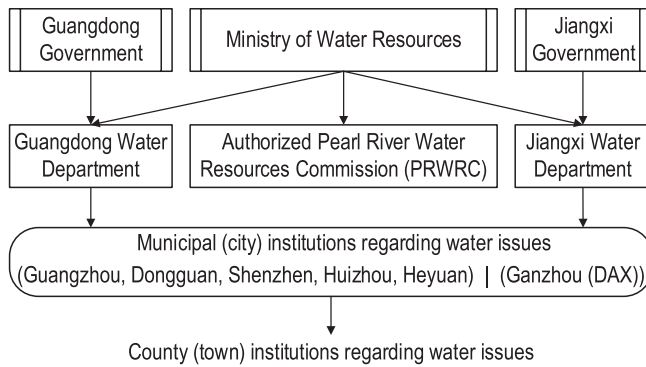 Guangdong
Government
Ministry of Water Resources
Jiangxi
Government
Guangdong Water
Department
Authorized Pearl River Water
Resources Commission (PRWRC)
Jiangxi Water
Department
Municipal (city) institutions regarding water issues
(Guangzhou, Dongguan, Shenzhen, Huizhou, Heyuan) | (Ganzhou (DAX))
County (town) institutions regarding water issues